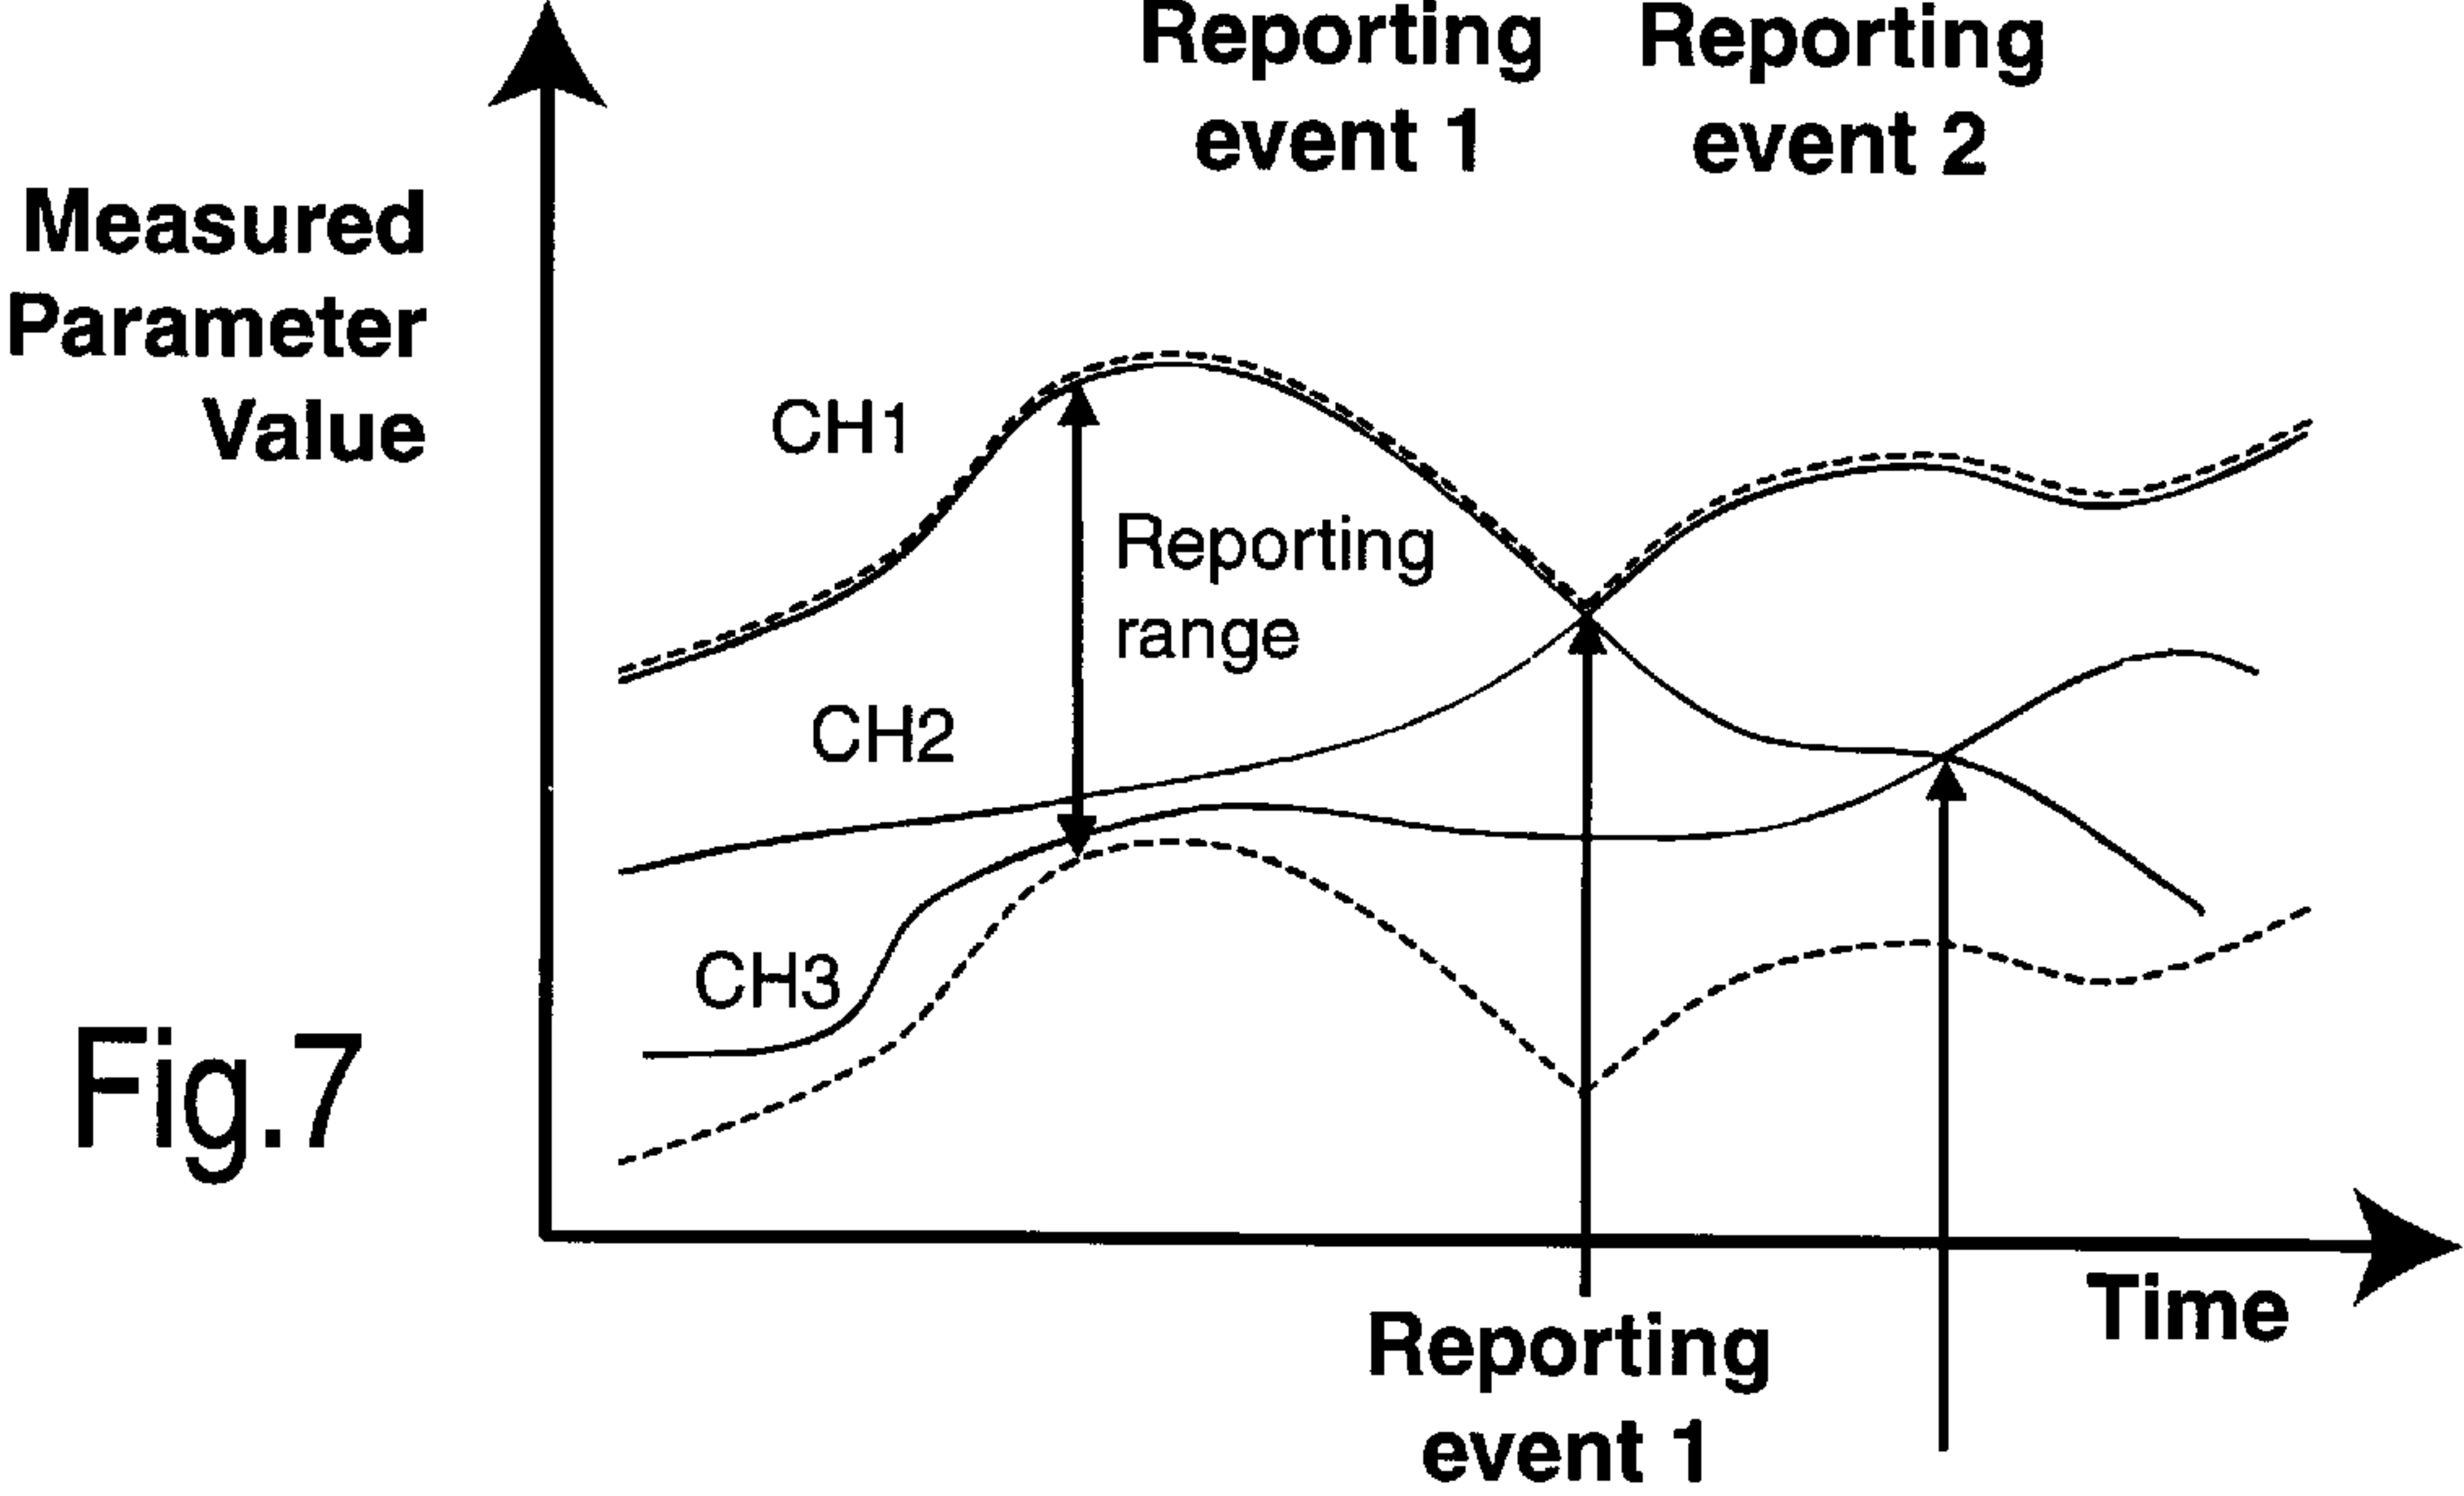 Reporting
event 1
Reporting
event 2
Measured
Parameter
Value
CH1
Reporting
range
CH2
CH3
Fig.7
Time
Reporting
event 1